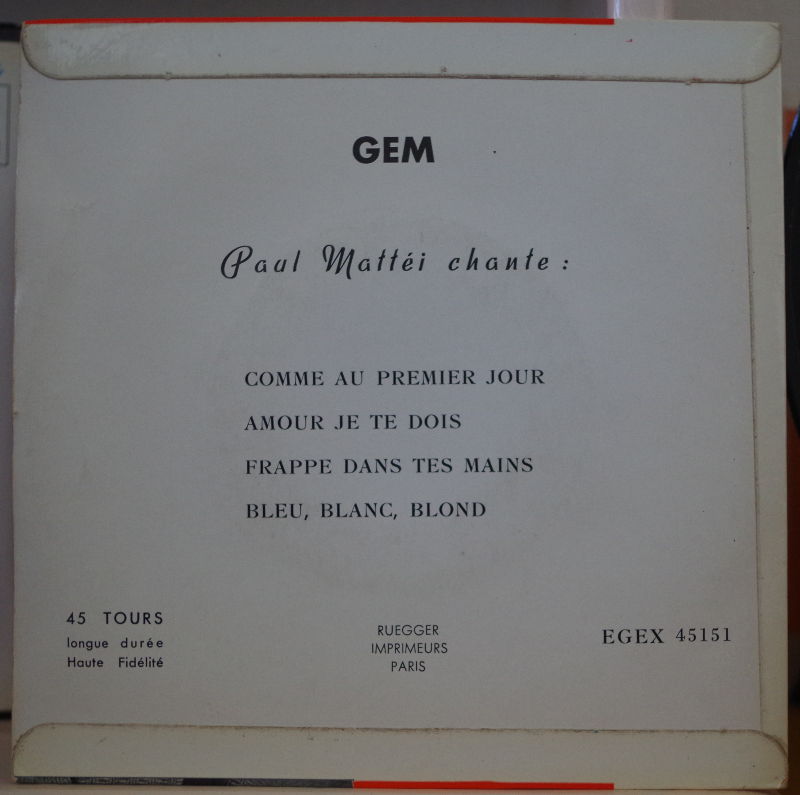 GEM
Paul Mattéi chante :
COMME AU PREMIER JOUR
AMOUR JE TE DOIS
FRAPPE DANS TES MAINS
BLEU, BLANC, BLOND
45 TOURS
longue durée
Haute Fidélité
RUEGGER
IMPRIMEURS
PARIS
EGEX 45151